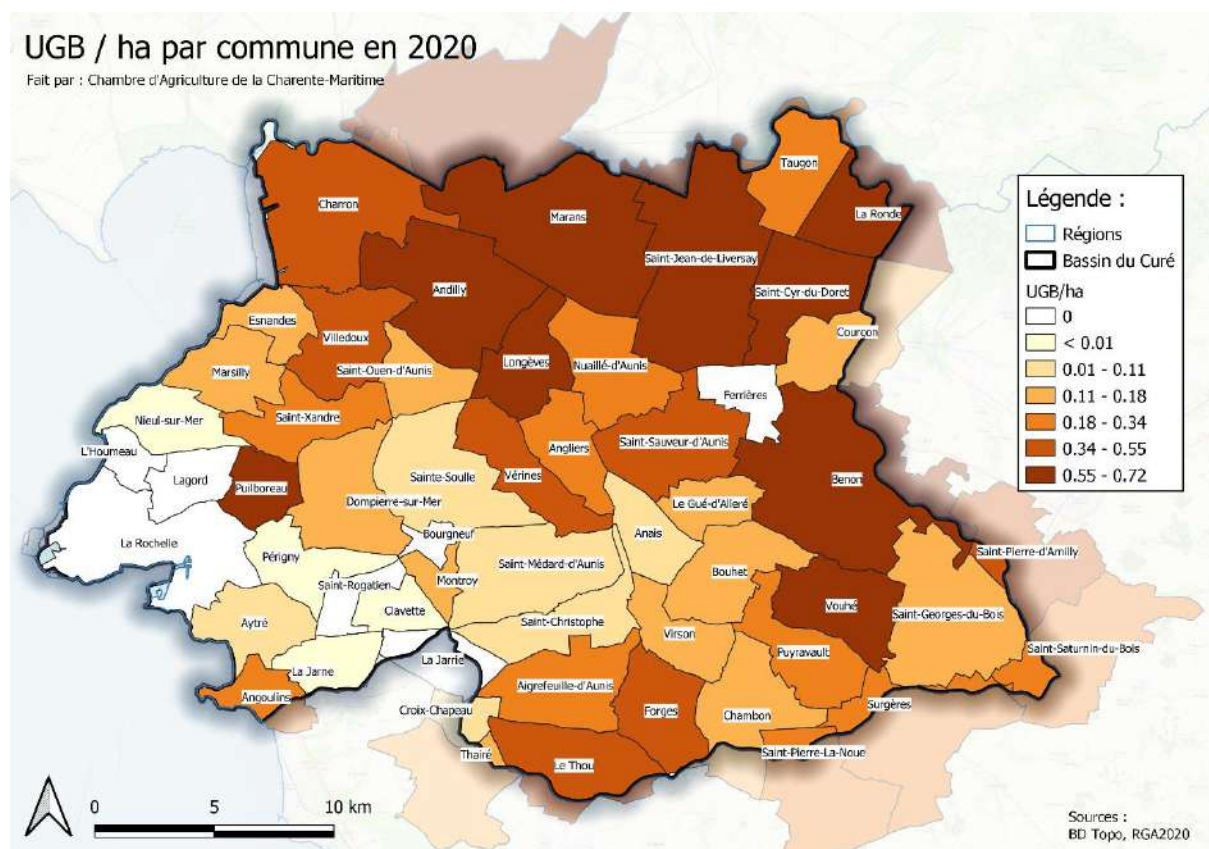 UGB / ha par commune en 2020
Fait par : Chambre d'Agriculture de la Charente-Maritime
Taugon
Charron
Marans
La Ronde
Légende :
Régions
Bassin du Curé
UGB/ha
0
< 0.01
0.01 - 0.11
0.11 - 0.18
0.18 - 0.34
0.34 - 0.55
0.55 - 0.72
Saint-Jean-de-Liversay
Andilly
Saint-Cyr-du-Doret
Esnandes
Villedoux
Courçon
Longèves
Nuaillé-d'Aunis
Marsilly
Saint-Ouen-d'Aunis
Ferrières
Nieul-sur-Mer
Saint-Xandre
Saint-Sauveur-d'Aunis
Angliers
L'Houmeau
Lagord
Puilboreau
Sainte-Soulle
Vérines
Benon
Dompierre-sur-Mer
Le Gué-d'Alleré
Bourgneuf
Anais
La Rochelle
Périgny
Saint-Pierre-d'Amilly
Saint-Médard-d'Aunis
Bouhet
Saint-Rogatien
Montroy
Clavette
Vouhé
Saint-Georges-du-Bois
Aytré
Saint-Christophe
Virson
Puyravault
Saint-Saturnin-du-Bois
La Jarrie
La Jarne
Aigrefeuille-d'Aunis
Angoulins
Croix-Chapeau
Forges
Chambon
Surgères
Thairé
Le Thou
Saint-Pierre-La-Noue
0 5 10 km
Sources :
BD Topo, RGA2020